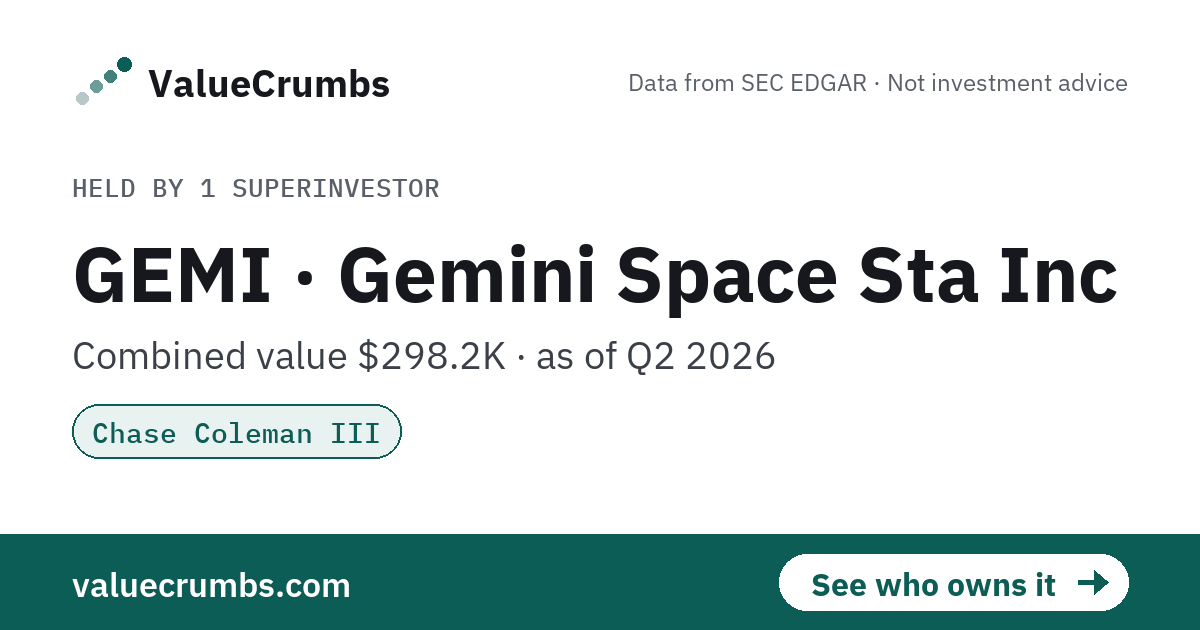 ValueCrumbs
Data from SEC EDGAR · Not investment advice
HELD BY 1 SUPERINVESTOR
GEMI · Gemini Space Sta Inc
Combined value $298.2K · as of Q2 2026
Chase Coleman III
valuecrumbs.com
See who owns it →